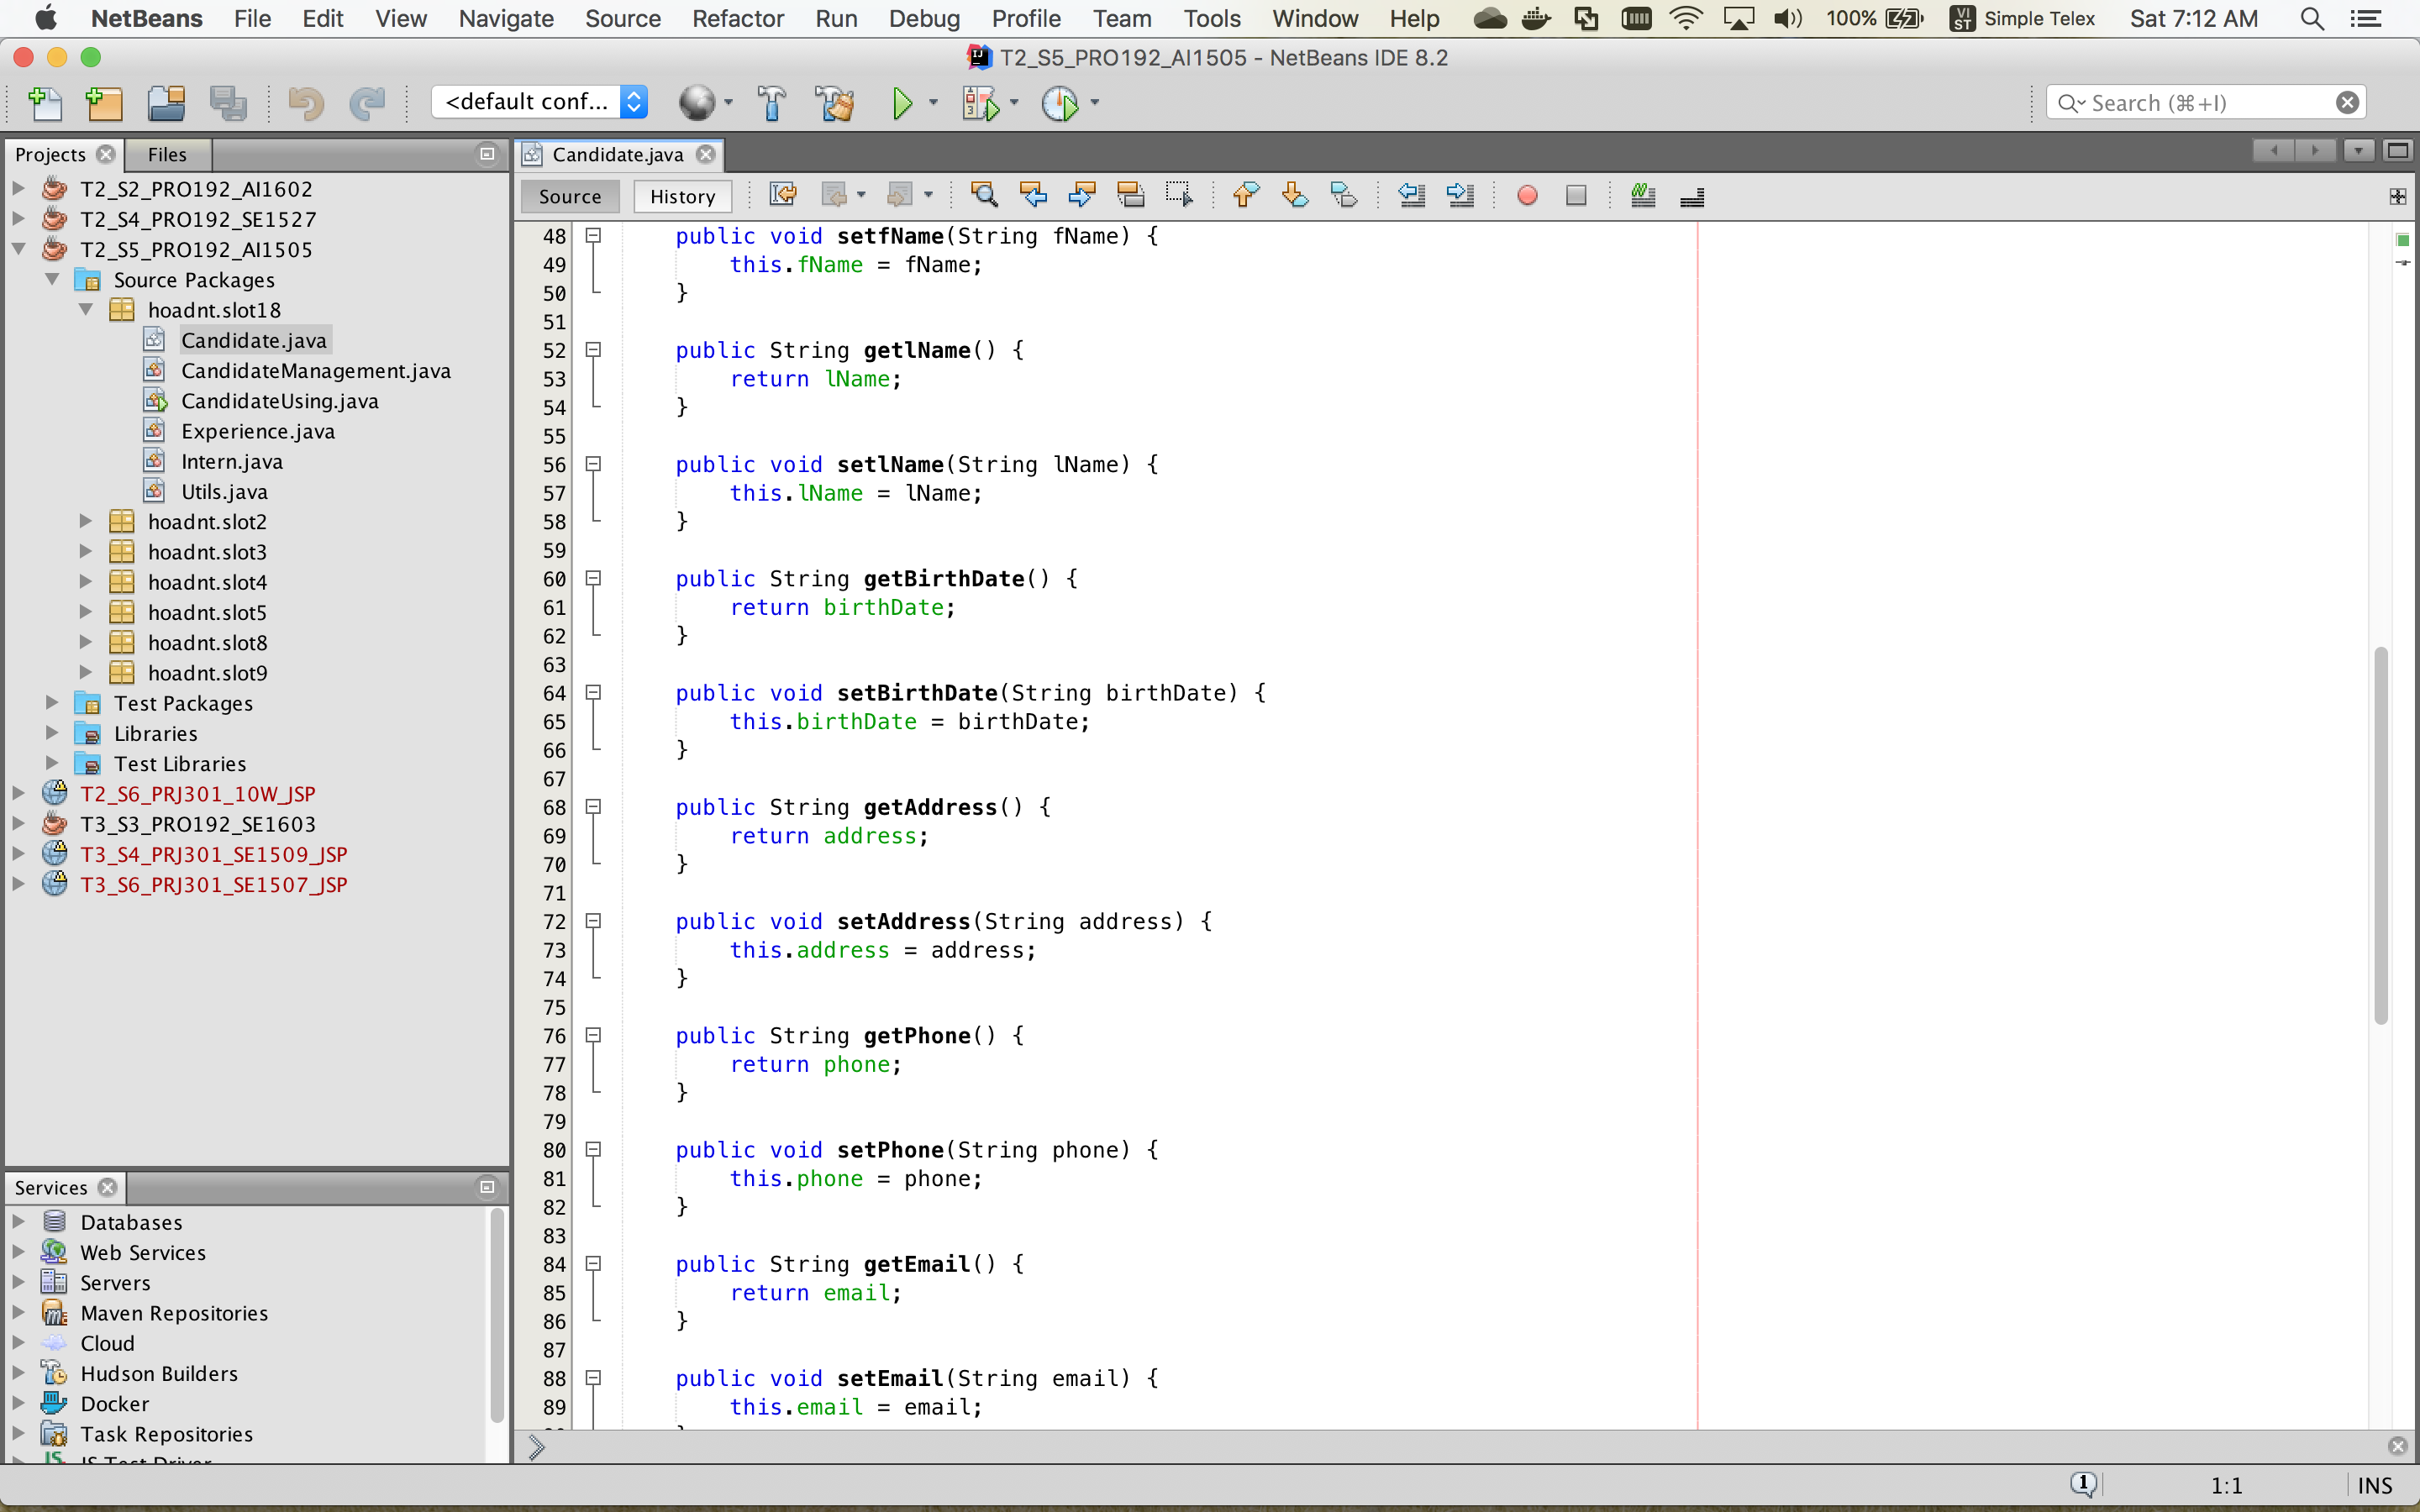 NetBeans File Edit View Navigate Source Refactor Run Debug Profile Team Tools Window Help 100% VI ST Simple Telex Sat 7:12 AM
T2_S5_PRO192_AI1505 - NetBeans IDE 8.2
<default conf... Search (⌘+I)
Projects Files
T2_S2_PRO192_AI1602
T2_S4_PRO192_SE1527
T2_S5_PRO192_AI1505
Source Packages
hoadnt.slot18
Candidate.java
CandidateManagement.java
CandidateUsing.java
Experience.java
Intern.java
Utils.java
hoadnt.slot2
hoadnt.slot3
hoadnt.slot4
hoadnt.slot5
hoadnt.slot8
hoadnt.slot9
Test Packages
Libraries
Test Libraries
T2_S6_PRJ301_10W_JSP
T3_S3_PRO192_SE1603
T3_S4_PRJ301_SE1509_JSP
T3_S6_PRJ301_SE1507_JSP
Services
Databases
Web Services
Servers
Maven Repositories
Cloud
Hudson Builders
Docker
Task Repositories
JS Test Driver
Candidate.java
Source History
48 public void setfName(String fName) {
49 this.fName = fName;
50 }
51
52 public String getlName() {
53 return lName;
54 }
55
56 public void setlName(String lName) {
57 this.lName = lName;
58 }
59
60 public String getBirthDate() {
61 return birthDate;
62 }
63
64 public void setBirthDate(String birthDate) {
65 this.birthDate = birthDate;
66 }
67
68 public String getAddress() {
69 return address;
70 }
71
72 public void setAddress(String address) {
73 this.address = address;
74 }
75
76 public String getPhone() {
77 return phone;
78 }
79
80 public void setPhone(String phone) {
81 this.phone = phone;
82 }
83
84 public String getEmail() {
85 return email;
86 }
87
88 public void setEmail(String email) {
89 this.email = email;
1 1:1 INS